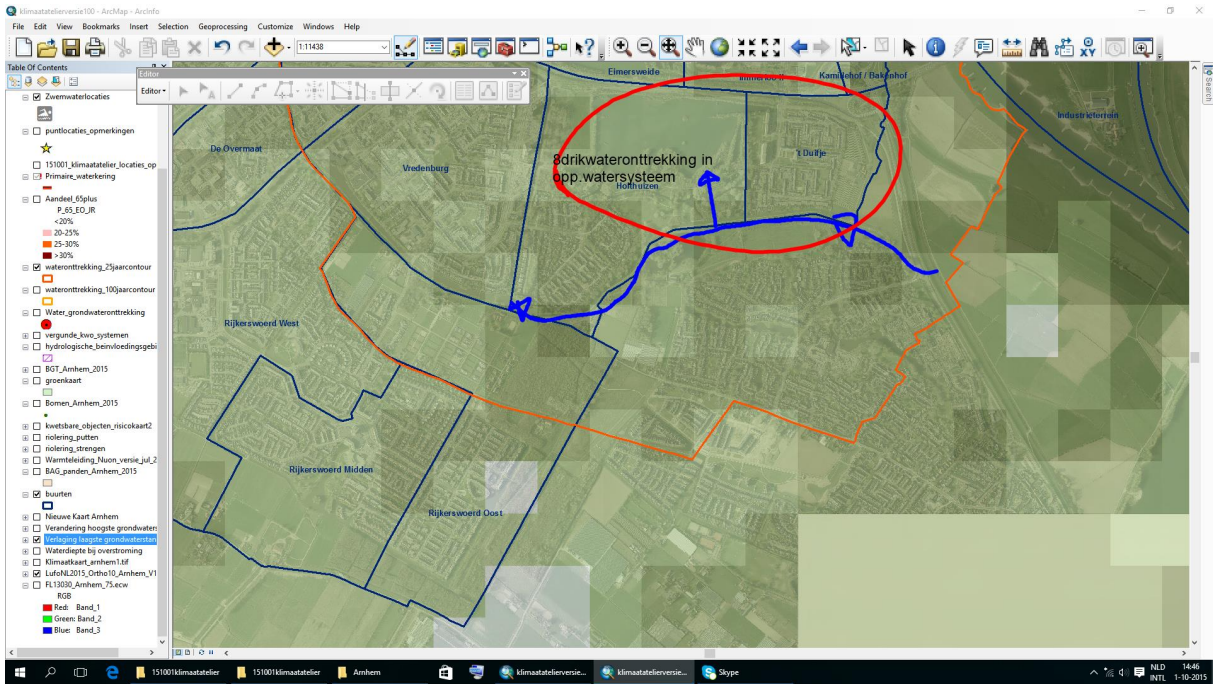 klimaatatelierversie100 - ArcMap - ArcInfo
File Edit View Bookmarks Insert Selection Geoprocessing Customize Windows Help
1:11438
Table Of Contents
Editor
Editor
Zwemwaterlocaties
puntlocaties_opmerkingen
151001_klimaatatelier_locaties_op
Primaire_waterkering
Aandeel_65plus
P_65_EO_JR
<20%
20-25%
25-30%
>30%
wateronttrekking_25jaarcontour
wateronttrekking_100jaarcontour
Water_grondwateronttrekking
vergunde_kwo_systemen
hydrologische_beinvloedingsgebi
BGT_Arnhem_2015
groenkaart
Bomen_Arnhem_2015
kwetsbare_objecten_risicokaart2
riolering_putten
riolering_strengen
Warmteleiding_Nuon_versie_jul_2
BAG_panden_Arnhem_2015
buurten
Nieuwe Kaart Arnhem
Verandering hoogste grondwaters
Verlaging laagste grondwaterstan
Waterdiepte bij overstroming
Klimaatkaart_arnhem1.tif
LufoNL2015_Ortho10_Arnhem_V1
FL13030_Arnhem_75.ecw
RGB
Red: Band_1
Green: Band_2
Blue: Band_3
Eimersweide
Kamillehof / Bakenhof
Industrieterrein
De Overmaat
Vredenburg
't Duifje
8drikwateronttrekking in
opp.watersysteem
Holthuizen
Rijkerswoerd West
Rijkerswoerd Midden
Rijkerswoerd Oost
Search
151001klimaatatelier
151001klimaatatelier
Arnhem
klimaatatelierversie...
klimaatatelierversie...
Skype
NLD
INTL
14:46
1-10-2015